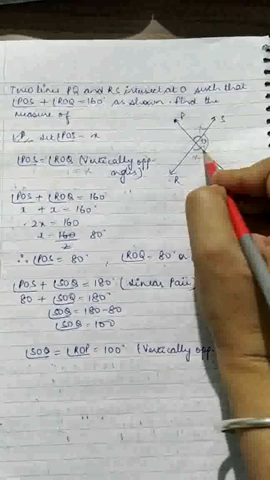 Two lines PQ and RS intersect at O such that
∠POS + ∠ROQ = 160° as shown. Find the
measure of
let ∠POS = x
∠POS = ∠ROQ (Vertically opp-
= x angles)
∴ ∠POS + ∠ROQ = 160°
x + x = 160°
2x = 160
x = 160/2 80°
∴ ∠POS = 80°, ∠ROQ = 80° or
∠POS + ∠SOQ = 180° (Linear Pair)
80 + ∠SOQ = 180°
∠SOQ = 180-80
∠SOQ = 100
∠SOQ = ∠ROP = 100° (Vertically opp
P
S
O
R